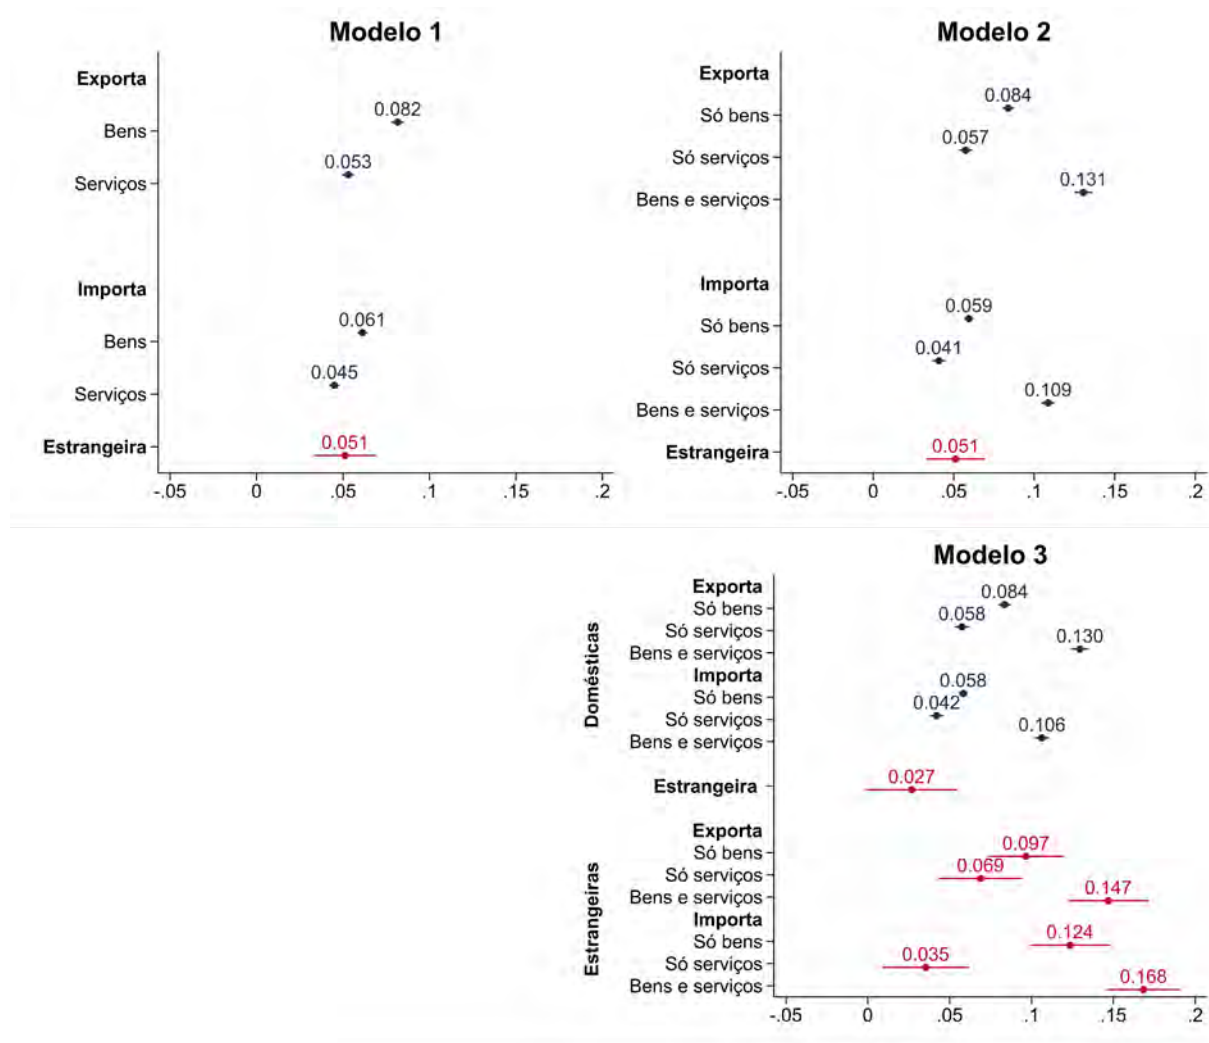 Modelo 1
Exporta
0.082
Bens
0.053
Serviços
Importa
0.061
Bens
0.045
Serviços
Estrangeira
0.051
-.05 0 .05 .1 .15 .2
Modelo 2
Exporta
0.084
Só bens
0.057
Só serviços
0.131
Bens e serviços
Importa
0.059
Só bens
0.041
Só serviços
0.109
Bens e serviços
Estrangeira
0.051
-.05 0 .05 .1 .15 .2
Modelo 3
Domésticas
Exporta
0.084
Só bens
0.058
Só serviços
0.130
Bens e serviços
Importa
0.058
Só bens
0.042
Só serviços
0.106
Bens e serviços
Estrangeira
0.027
Estrangeiras
Exporta
0.097
Só bens
0.069
Só serviços
0.147
Bens e serviços
Importa
0.124
Só bens
0.035
Só serviços
0.168
Bens e serviços
-.05 0 .05 .1 .15 .2